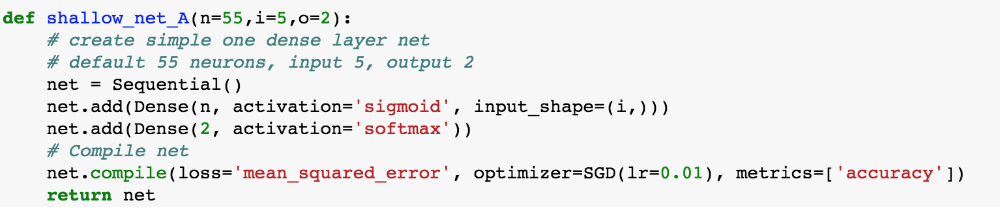 def shallow_net_A(n=55,i=5,o=2):
    # create simple one dense layer net
    # default 55 neurons, input 5, output 2
    net = Sequential()
    net.add(Dense(n, activation='sigmoid', input_shape=(i,)))
    net.add(Dense(2, activation='softmax'))
    # Compile net
    net.compile(loss='mean_squared_error', optimizer=SGD(lr=0.01), metrics=['accuracy'])
    return net